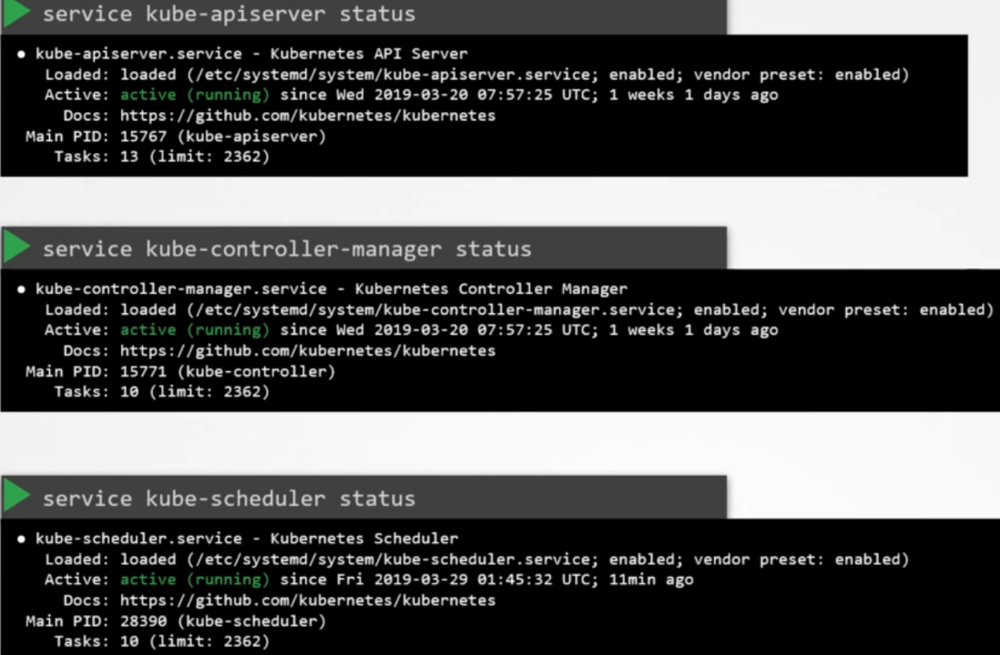 service kube-apiserver status
● kube-apiserver.service - Kubernetes API Server
Loaded: loaded (/etc/systemd/system/kube-apiserver.service; enabled; vendor preset: enabled)
Active: active (running) since Wed 2019-03-20 07:57:25 UTC; 1 weeks 1 days ago
Docs: https://github.com/kubernetes/kubernetes
Main PID: 15767 (kube-apiserver)
Tasks: 13 (limit: 2362)
service kube-controller-manager status
● kube-controller-manager.service - Kubernetes Controller Manager
Loaded: loaded (/etc/systemd/system/kube-controller-manager.service; enabled; vendor preset: enabled)
Active: active (running) since Wed 2019-03-20 07:57:25 UTC; 1 weeks 1 days ago
Docs: https://github.com/kubernetes/kubernetes
Main PID: 15771 (kube-controller)
Tasks: 10 (limit: 2362)
service kube-scheduler status
● kube-scheduler.service - Kubernetes Scheduler
Loaded: loaded (/etc/systemd/system/kube-scheduler.service; enabled; vendor preset: enabled)
Active: active (running) since Fri 2019-03-29 01:45:32 UTC; 11min ago
Docs: https://github.com/kubernetes/kubernetes
Main PID: 28390 (kube-scheduler)
Tasks: 10 (limit: 2362)